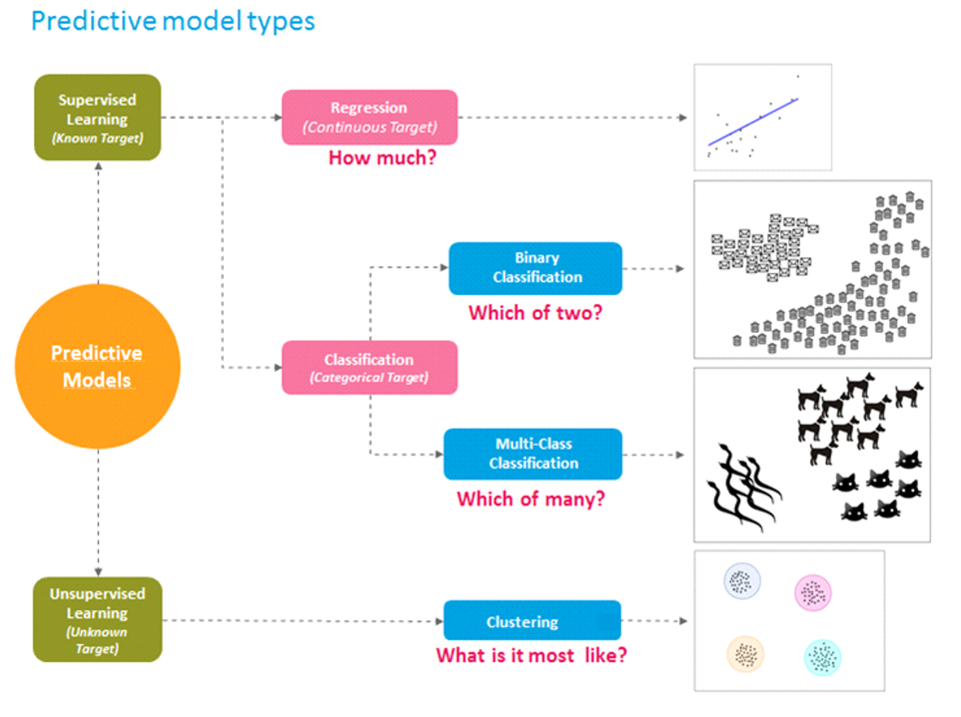 Predictive model types
Supervised
Learning
(Known Target)
Regression
(Continuous Target)
How much?
Binary
Classification
Which of two?
Predictive
Models
Classification
(Categorical Target)
Multi-Class
Classification
Which of many?
Unsupervised
Learning
(Unknown
Target)
Clustering
What is it most like?